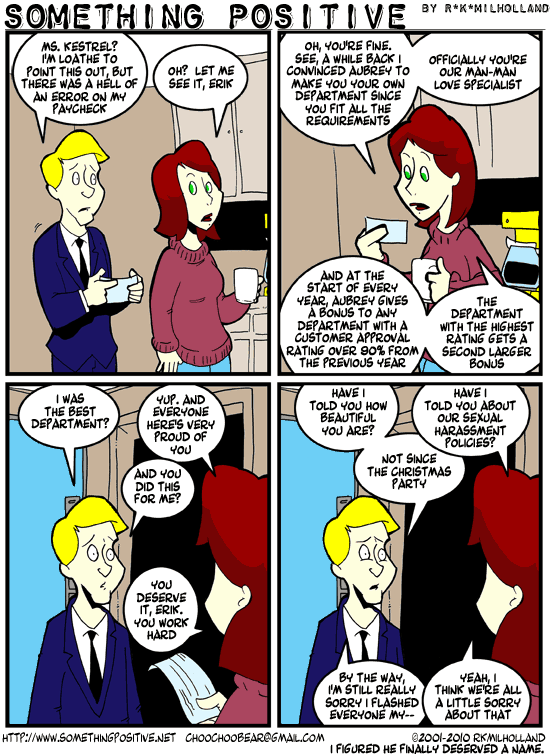 SOMETHING POSITIVE BY R*K*MILHOLLAND
MS. KESTREL?
I'M LOATHE TO
POINT THIS OUT, BUT
THERE WAS A HELL OF
AN ERROR ON MY
PAYCHECK
OH? LET ME
SEE IT, ERIK
OH, YOU'RE FINE.
SEE, A WHILE BACK I
CONVINCED AUBREY TO
MAKE YOU YOUR OWN
DEPARTMENT SINCE
YOU FIT ALL THE
REQUIREMENTS
OFFICIALLY YOU'RE
OUR MAN-MAN
LOVE SPECIALIST
AND AT THE
START OF EVERY
YEAR, AUBREY GIVES
A BONUS TO ANY
DEPARTMENT WITH A
CUSTOMER APPROVAL
RATING OVER 90% FROM
THE PREVIOUS YEAR
THE
DEPARTMENT
WITH THE HIGHEST
RATING GETS A
SECOND LARGER
BONUS
I WAS
THE BEST
DEPARTMENT?
YUP. AND
EVERYONE
HERE'S VERY
PROUD OF
YOU
AND YOU
DID THIS
FOR ME?
YOU
DESERVE
IT, ERIK.
YOU WORK
HARD
HAVE I
TOLD YOU HOW
BEAUTIFUL
YOU ARE?
HAVE I
TOLD YOU ABOUT
OUR SEXUAL
HARASSMENT
POLICIES?
NOT SINCE
THE CHRISTMAS
PARTY
BY THE WAY,
I'M STILL REALLY
SORRY I FLASHED
EVERYONE MY--
YEAH, I
THINK WE'RE ALL
A LITTLE SORRY
ABOUT THAT
HTTP://WWW.SOMETHINGPOSITIVE.NET CHOOCHOOBEAR@GMAIL.COM ©2001-2010 RKMILHOLLAND
I FIGURED HE FINALLY DESERVED A NAME.